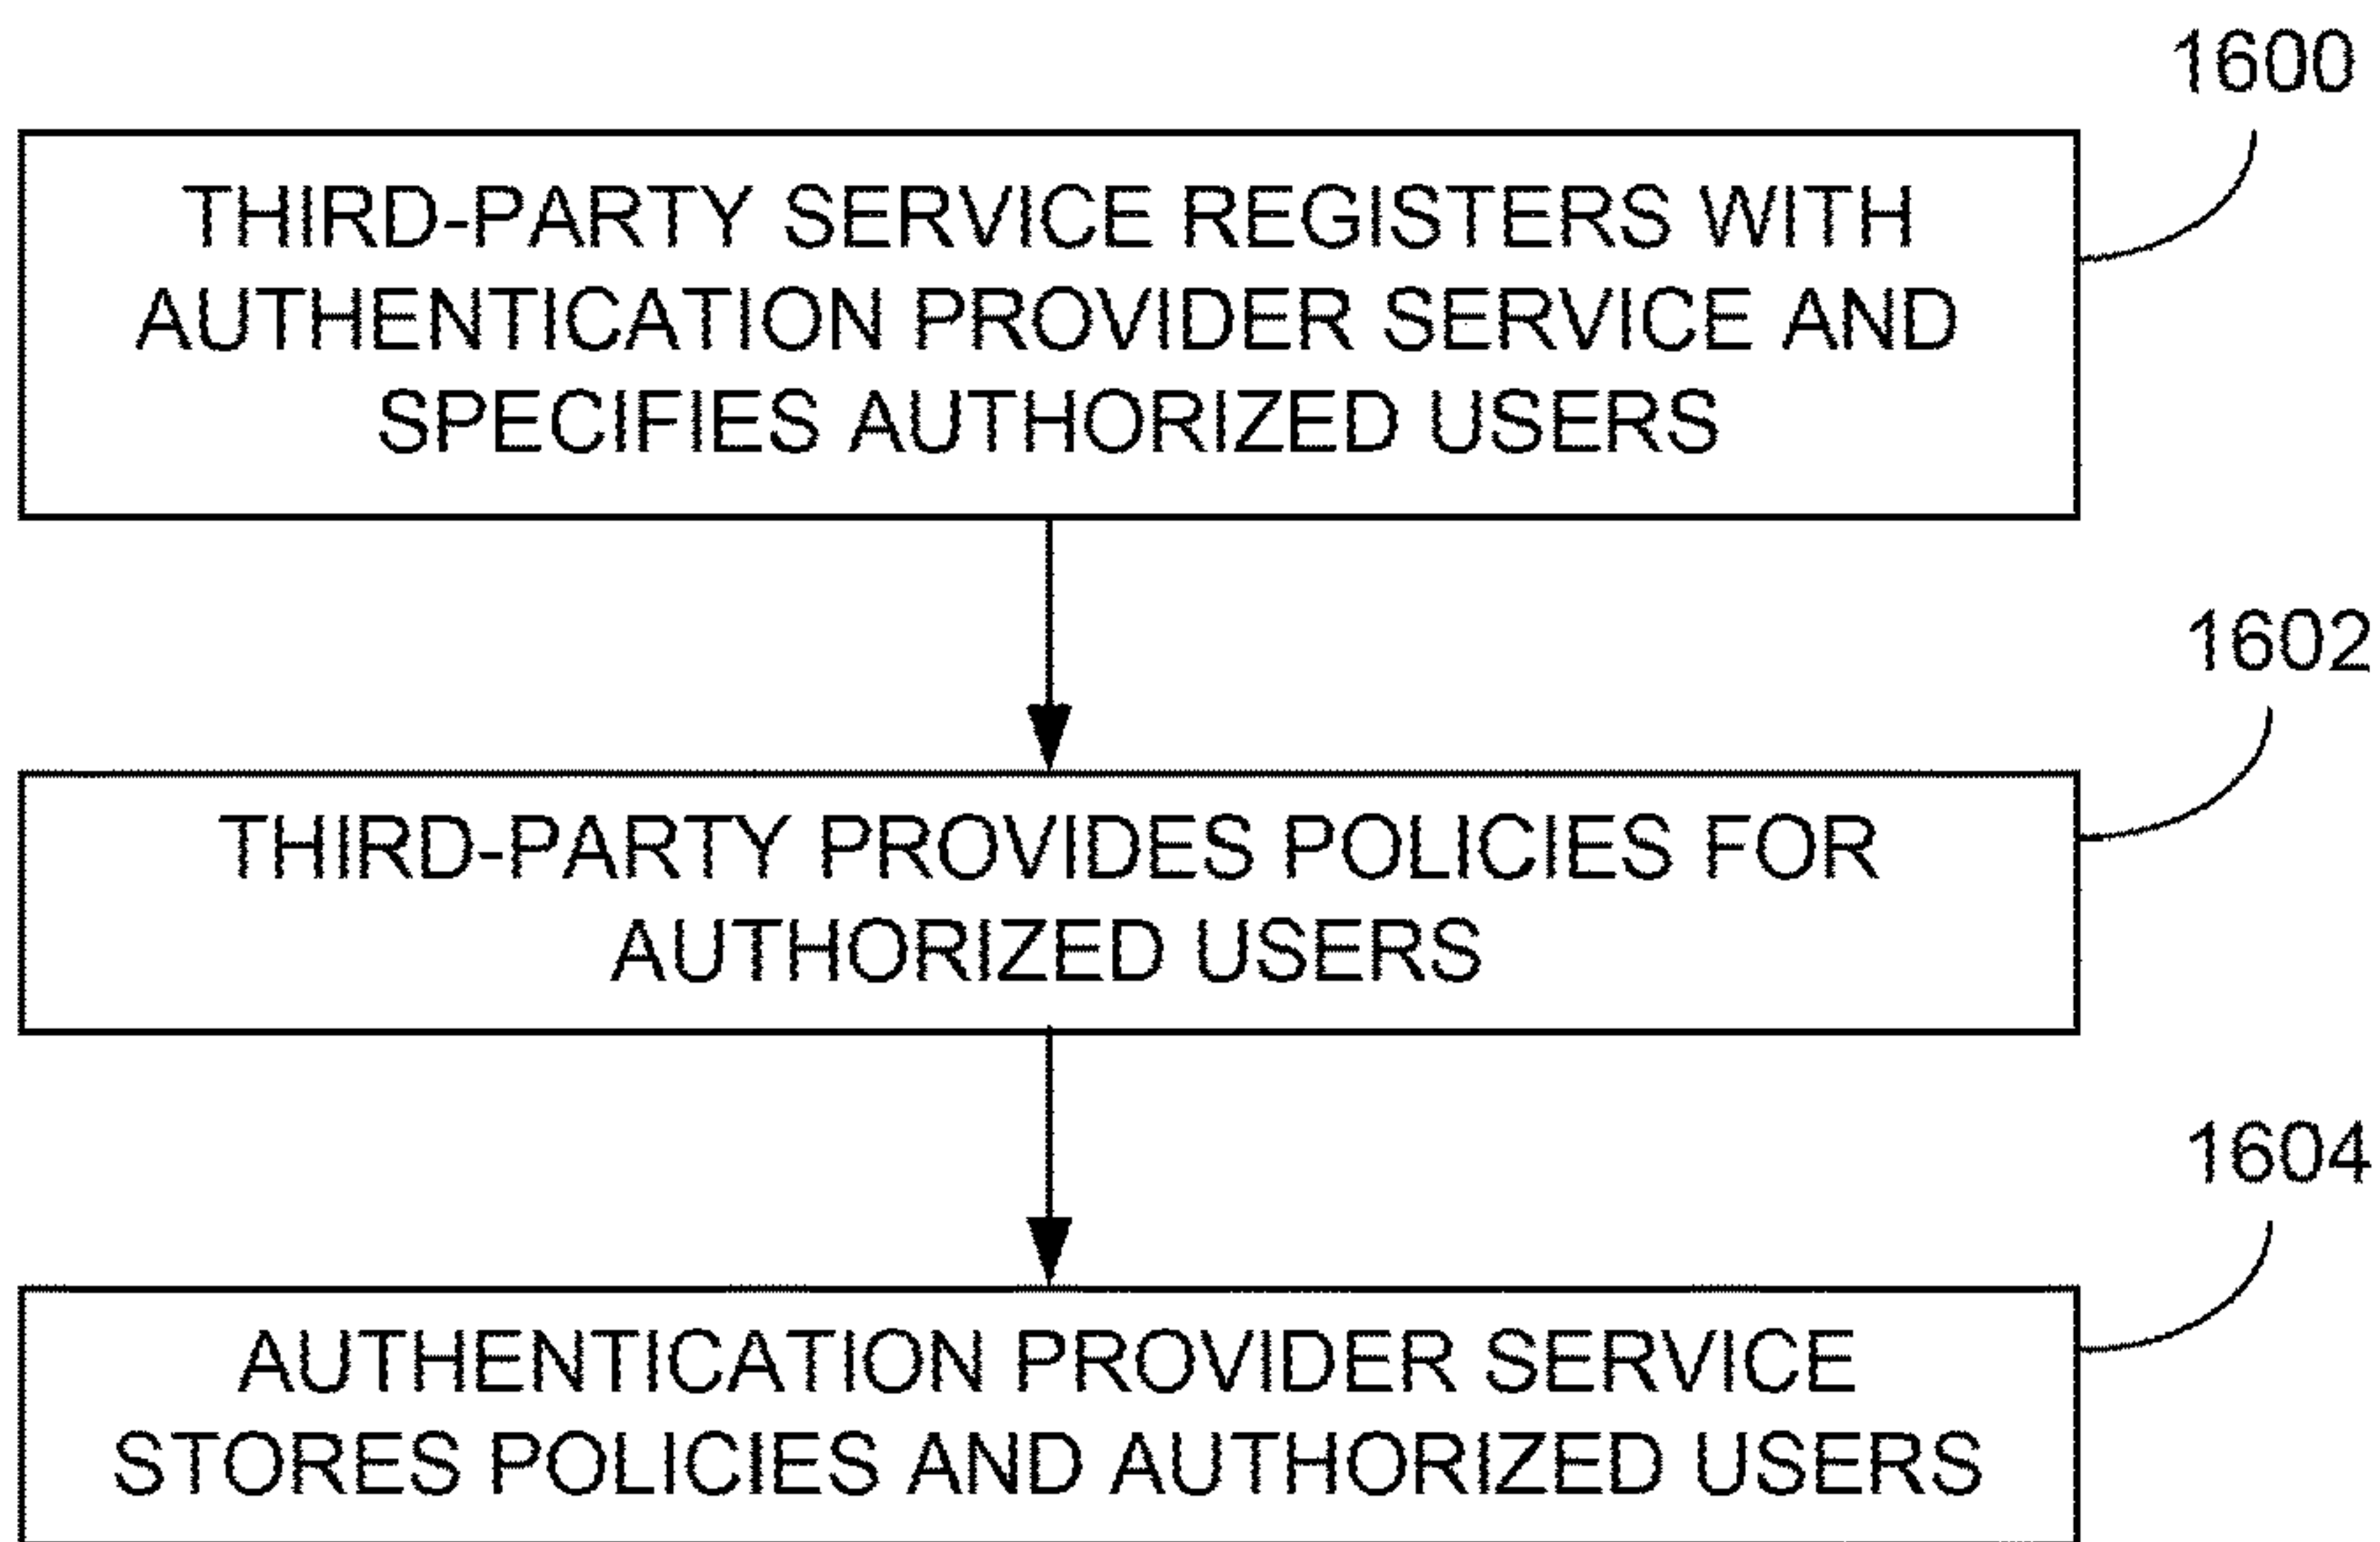 1600
THIRD-PARTY SERVICE REGISTERS WITH
AUTHENTICATION PROVIDER SERVICE AND
SPECIFIES AUTHORIZED USERS
1602
THIRD-PARTY PROVIDES POLICIES FOR
AUTHORIZED USERS
1604
AUTHENTICATION PROVIDER SERVICE
STORES POLICIES AND AUTHORIZED USERS